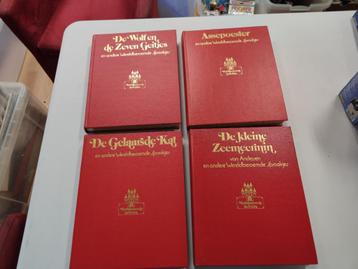 De Wolf en
de Zeven Geitjes
en andere Wereldberoemde Sprookjes
Assepoester
en andere Wereldberoemde Sprookjes
De Gelaarsde Kat
en andere Wereldberoemde Sprookjes
De kleine
Zeemeermin
van Andersen
en andere Wereldberoemde Sprookjes